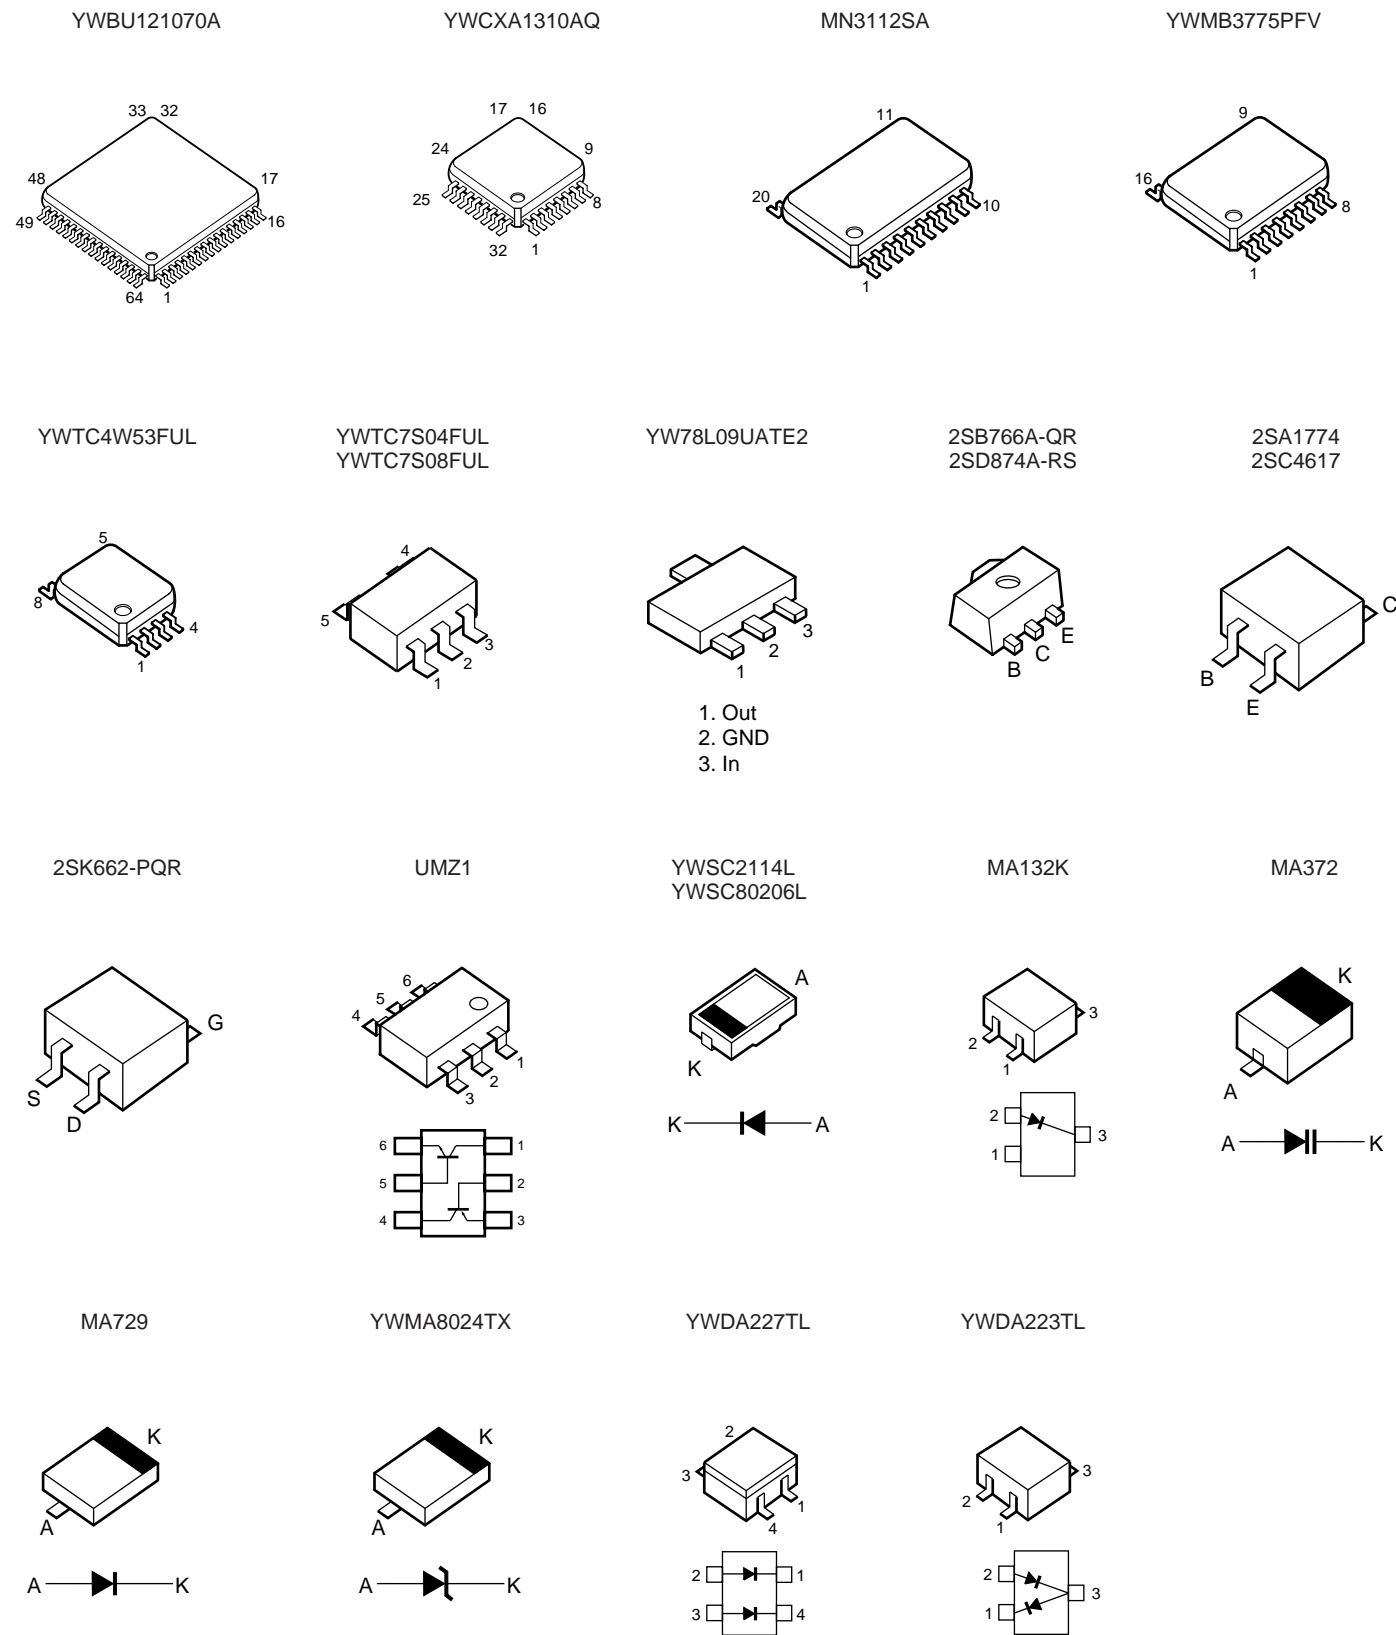 YWBU121070A
YWCXA1310AQ
MN3112SA
YWMB3775PFV
33 32
48
17
49
16
64 1
17 16
24
9
25
8
32 1
11
20
10
1
9
16
8
1
YWTC4W53FUL
YWTC7S04FUL
YWTC7S08FUL
YW78L09UATE2
2SB766A-QR
2SD874A-RS
2SA1774
2SC4617
5
8
4
1
4
5
3
2
1
3
2
1
1. Out
2. GND
3. In
E
C
B
C
B
E
2SK662-PQR
UMZ1
YWSC2114L
YWSC80206L
MA132K
MA372
G
S
D
6
5
4
1
2
3
6 1
5 2
4 3
A
K
K A
3
2
1
2
3
1
K
A
A K
MA729
YWMA8024TX
YWDA227TL
YWDA223TL
K
A
A K
K
A
A K
2
3
1
4
2 1
3 4
3
2
1
2
3
1